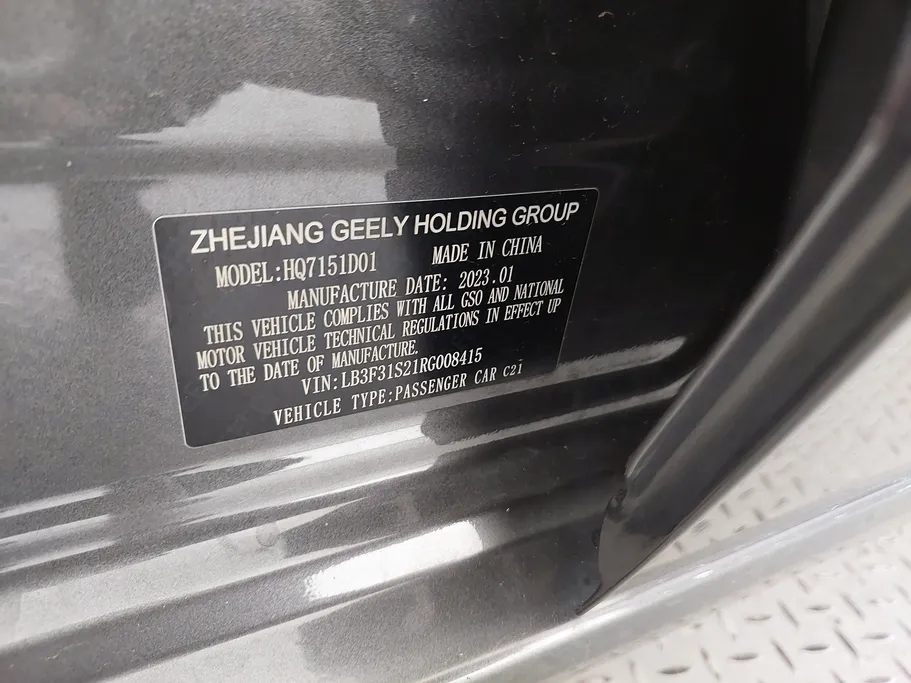 ZHEJIANG GEELY HOLDING GROUP
MODEL:HQ7151D01 MADE IN CHINA
MANUFACTURE DATE: 2023.01
THIS VEHICLE COMPLIES WITH ALL GSO AND NATIONAL
MOTOR VEHICLE TECHNICAL REGULATIONS IN EFFECT UP
TO THE DATE OF MANUFACTURE.
VIN:LB3F31S21RG008415
VEHICLE TYPE:PASSENGER CAR C21